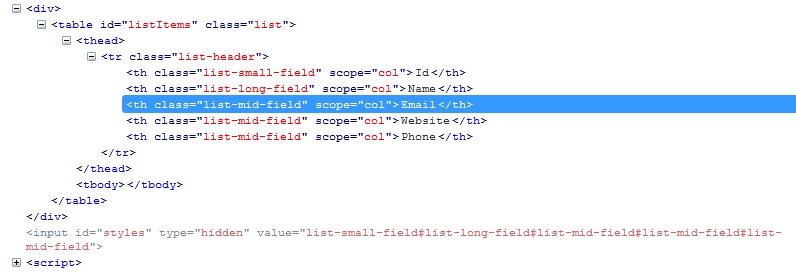 <div>
<table id="listItems" class="list">
<thead>
<tr class="list-header">
<th class="list-small-field" scope="col">Id</th>
<th class="list-long-field" scope="col">Name</th>
<th class="list-mid-field" scope="col">Email</th>
<th class="list-mid-field" scope="col">Website</th>
<th class="list-mid-field" scope="col">Phone</th>
</tr>
</thead>
<tbody></tbody>
</table>
</div>
<input id="styles" type="hidden" value="list-small-field#list-long-field#list-mid-field#list-mid-field#list-
mid-field">
<script>